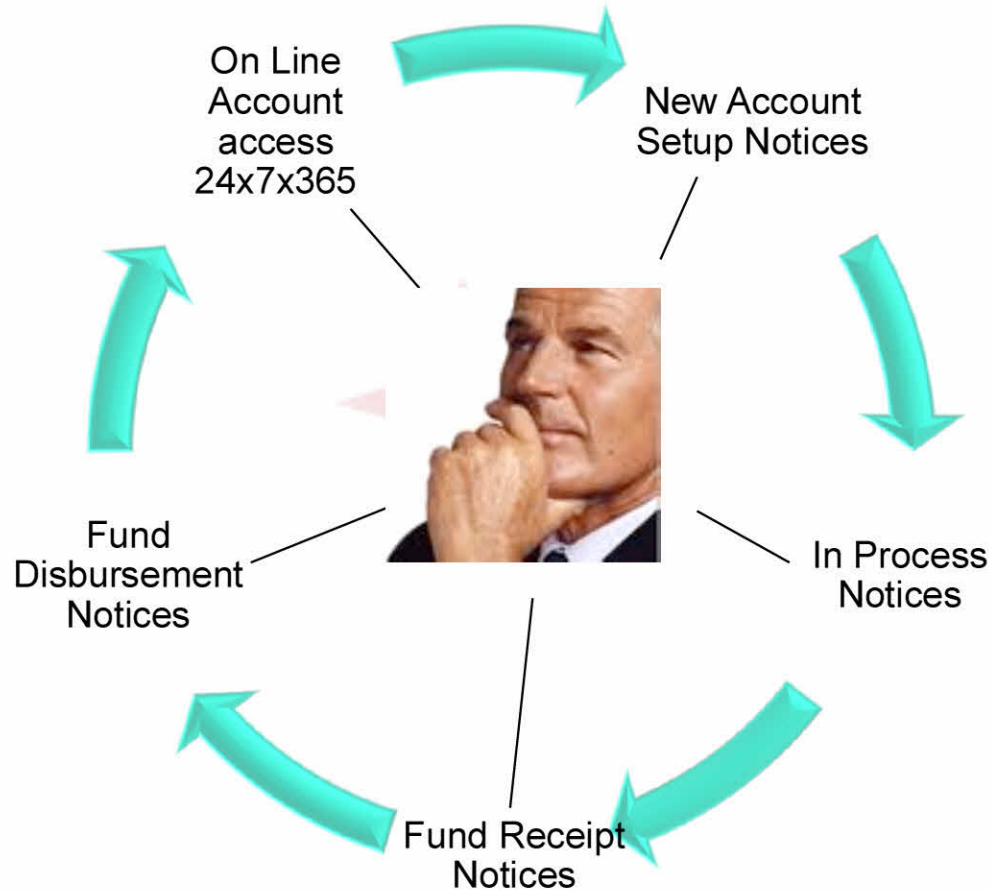 On Line
Account
access
24x7x365
New Account
Setup Notices
In Process
Notices
Fund Receipt
Notices
Fund
Disbursement
Notices